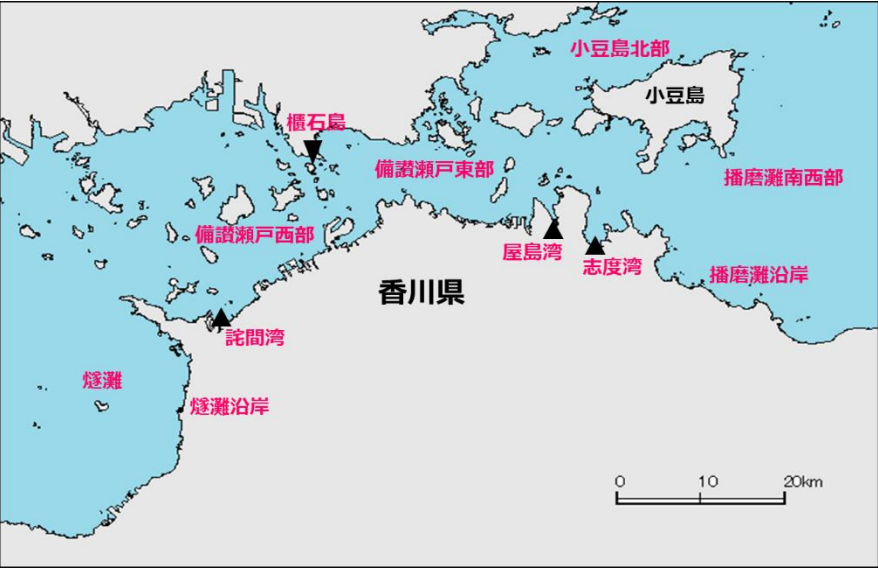 小豆島北部
小豆島
櫃石島
備讃瀬戸東部
播磨灘南西部
備讃瀬戸西部
屋島湾
志度湾
播磨灘沿岸
香川県
詫間湾
燧灘
燧灘沿岸
0 10 20km